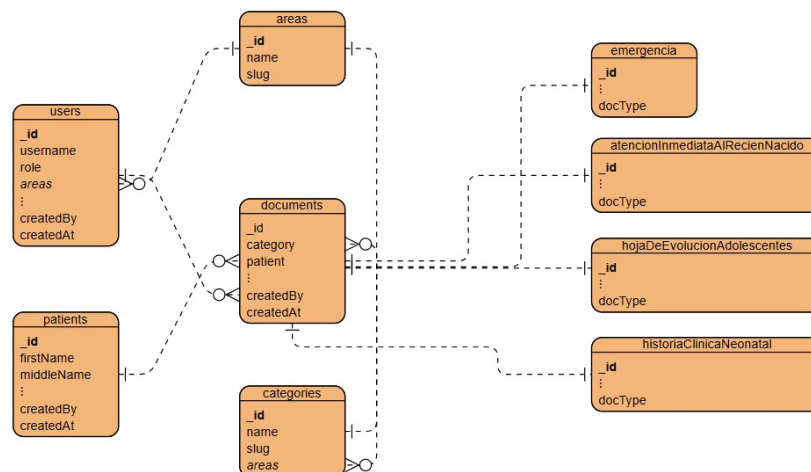 areas
_id
name
slug
users
_id
username
role
areas
⋮
createdBy
createdAt
documents
_id
category
patient
⋮
createdBy
createdAt
patients
_id
firstName
middleName
⋮
createdBy
createdAt
categories
_id
name
slug
areas
emergencia
_id
⋮
docType
atencionInmediataAlRecienNacido
_id
⋮
docType
hojaDeEvolucionAdolescentes
_id
⋮
docType
historiaClinicaNeonatal
_id
⋮
docType